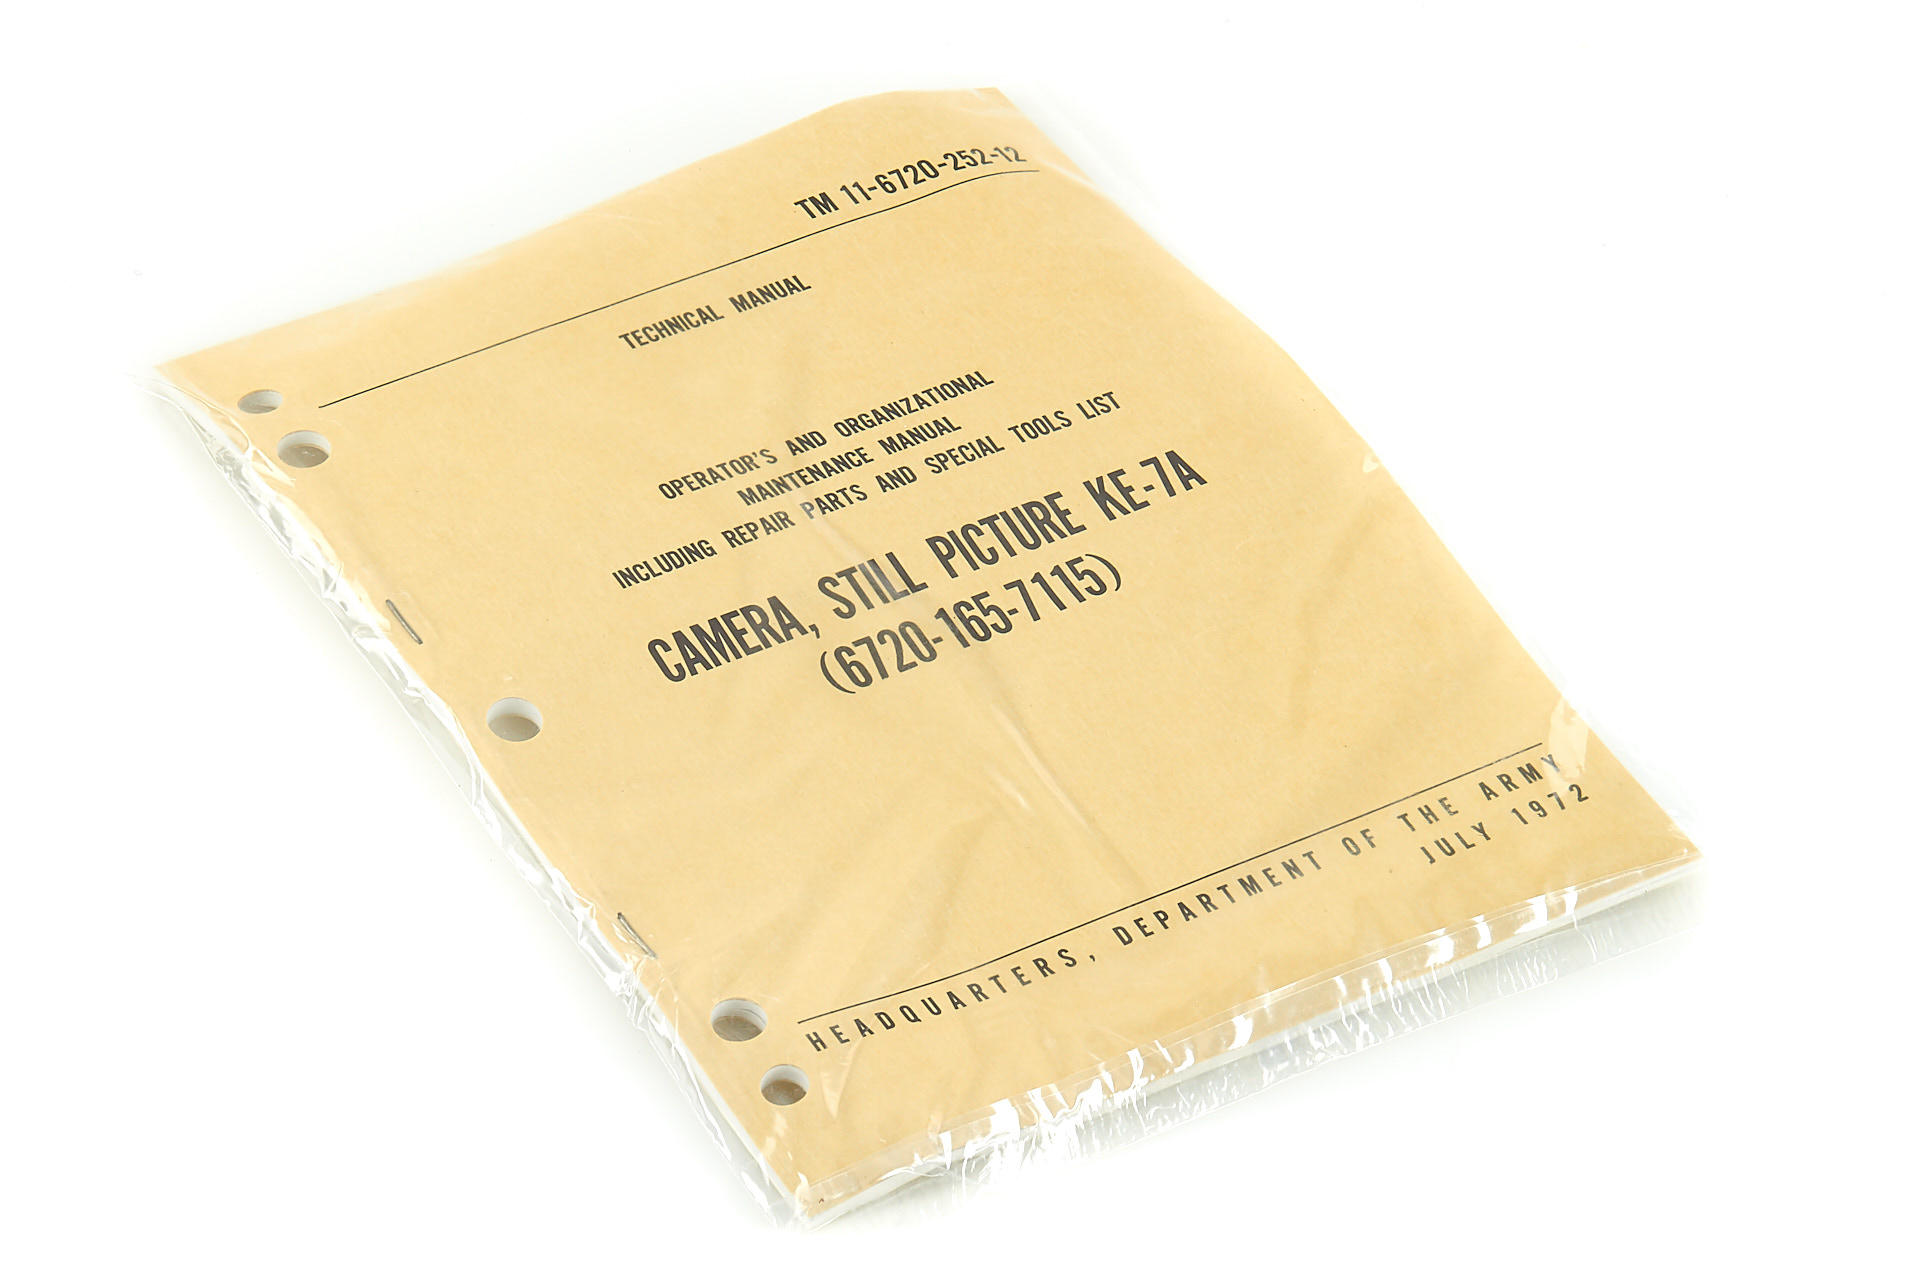 TM 11-6720-252-12
TECHNICAL MANUAL
OPERATOR'S AND ORGANIZATIONAL
MAINTENANCE MANUAL
INCLUDING REPAIR PARTS AND SPECIAL TOOLS LIST
CAMERA, STILL PICTURE KE-7A
(6720-165-7115)
HEADQUARTERS, DEPARTMENT OF THE ARMY
JULY 1972